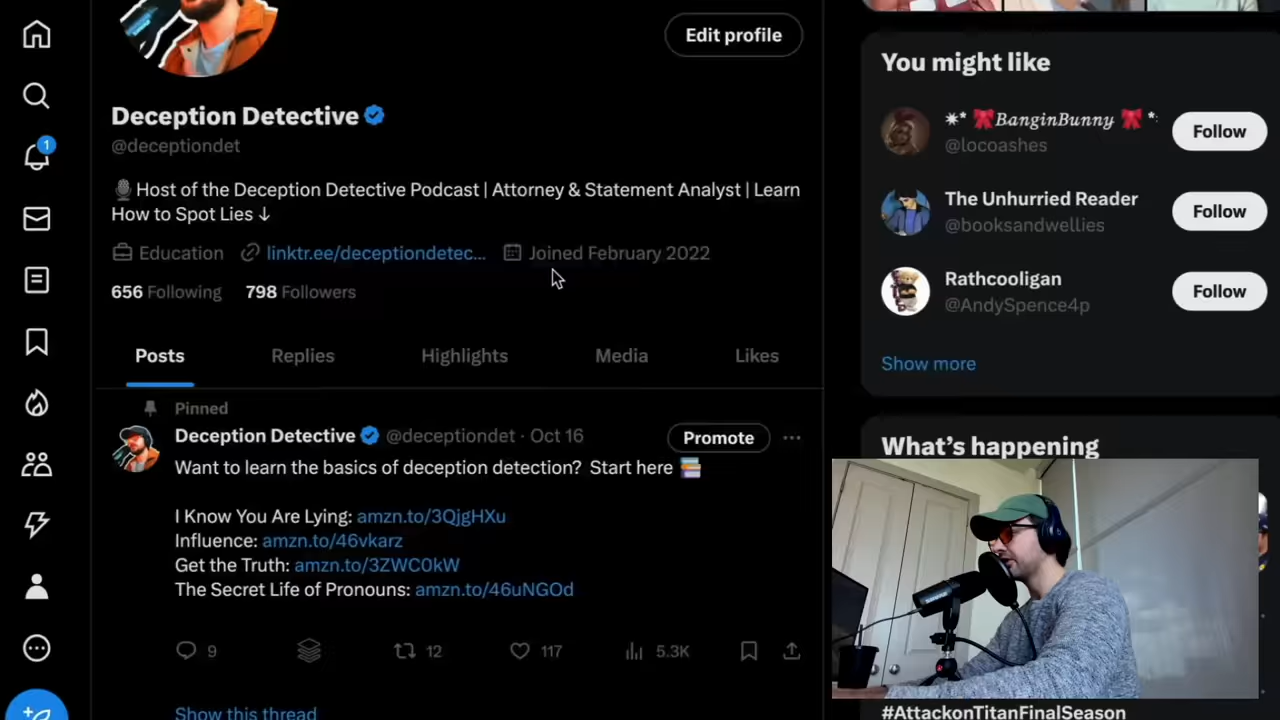 Edit profile
Deception Detective
@deceptiondet
Host of the Deception Detective Podcast | Attorney & Statement Analyst | Learn
How to Spot Lies ↓
Education
linktr.ee/deceptiondetec...
Joined February 2022
656 Following
798 Followers
Posts
Replies
Highlights
Media
Likes
Pinned
Deception Detective @deceptiondet · Oct 16
Promote
Want to learn the basics of deception detection? Start here 📚
I Know You Are Lying: amzn.to/3QjgHXu
Influence: amzn.to/46vkarz
Get the Truth: amzn.to/3ZWC0kW
The Secret Life of Pronouns: amzn.to/46uNGOd
9
12
117
5.3K
Show this thread
1
You might like
BanginBunny
@locoashes
Follow
The Unhurried Reader
@booksandwellies
Follow
Rathcooligan
@AndySpence4p
Follow
Show more
What's happening
#AttackonTitanFinalSeason